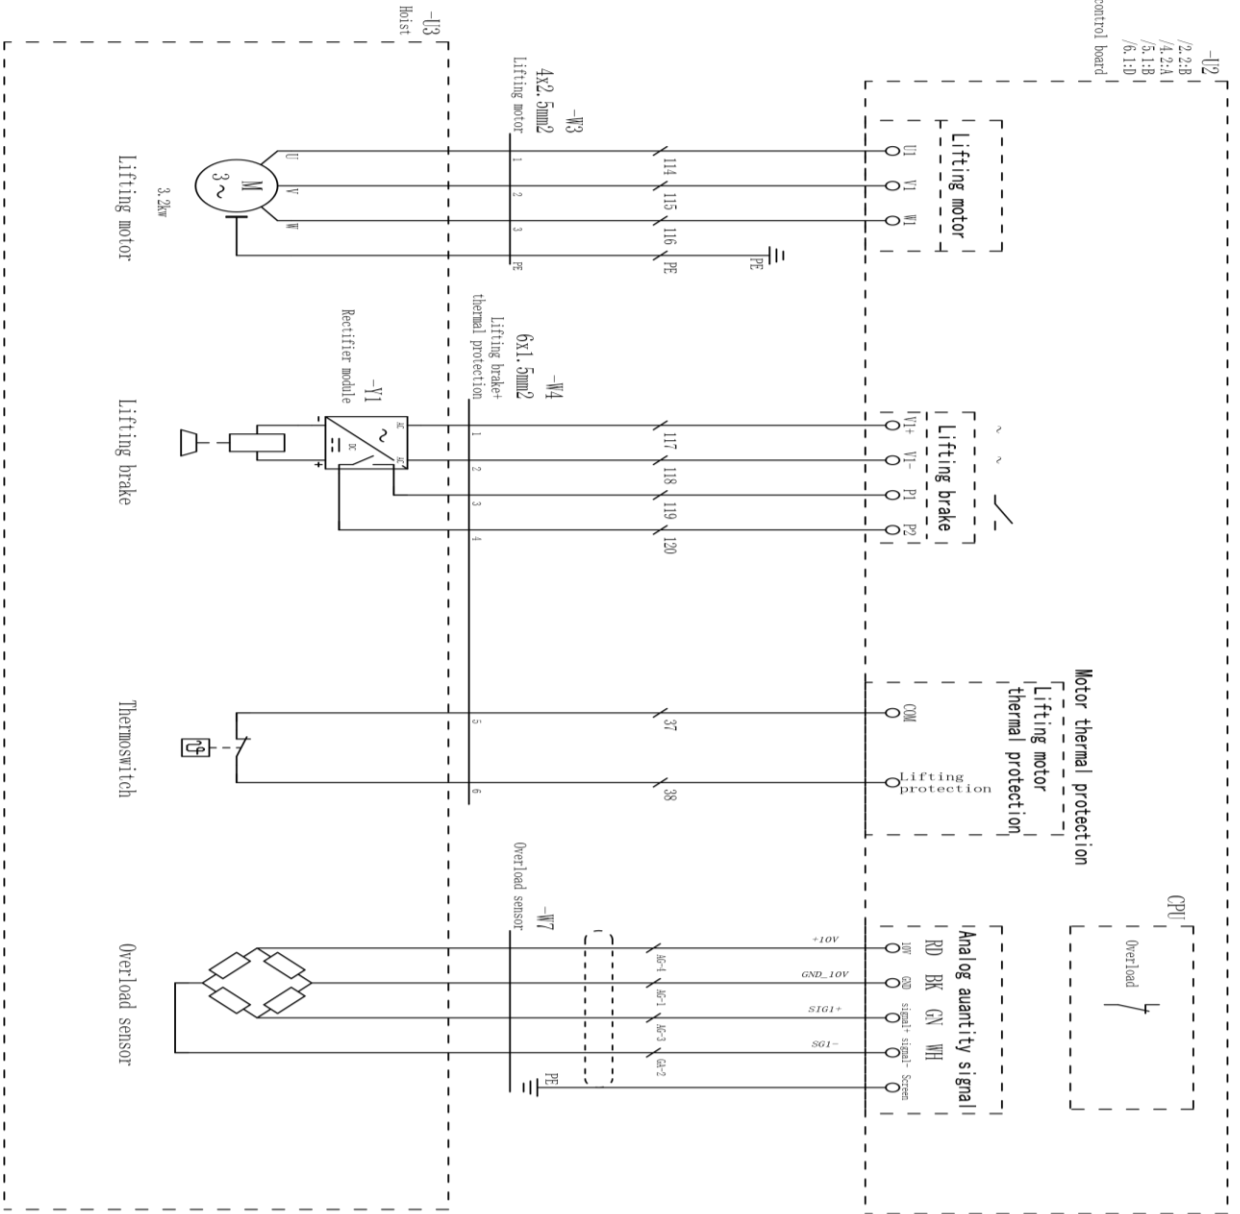 -U3
Hoist
-U2
/2.2:B
/4.2:A
/5.1:B
/6.1:D
control board
Lifting motor
U1
V1
W1
-W3
4x2.5mm2
Lifting motor
1
2
3
PE
114
115
116
PE
PE
U
V
W
M
3~
3.2kw
Lifting motor
~
~
Lifting brake
V1+
V1-
P1
P2
-W4
6x1.5mm2
Lifting brake+
thermal protection
1
2
3
4
117
118
119
120
-Y1
Rectifier module
AC
AC
~
DC
-
+
Lifting brake
Motor thermal protection
Lifting motor
thermal protection
COM
Lifting
protection
37
38
5
6
Thermoswitch
CPU
Overload
Analog auantity signal
RD
BK
GN
WH
10V
GND
signal+
signal-
Screen
+10V
GND_10V
SIG1+
SG1-
AG-4
AG-1
AG-3
GA-2
PE
-W7
Overload sensor
Overload sensor